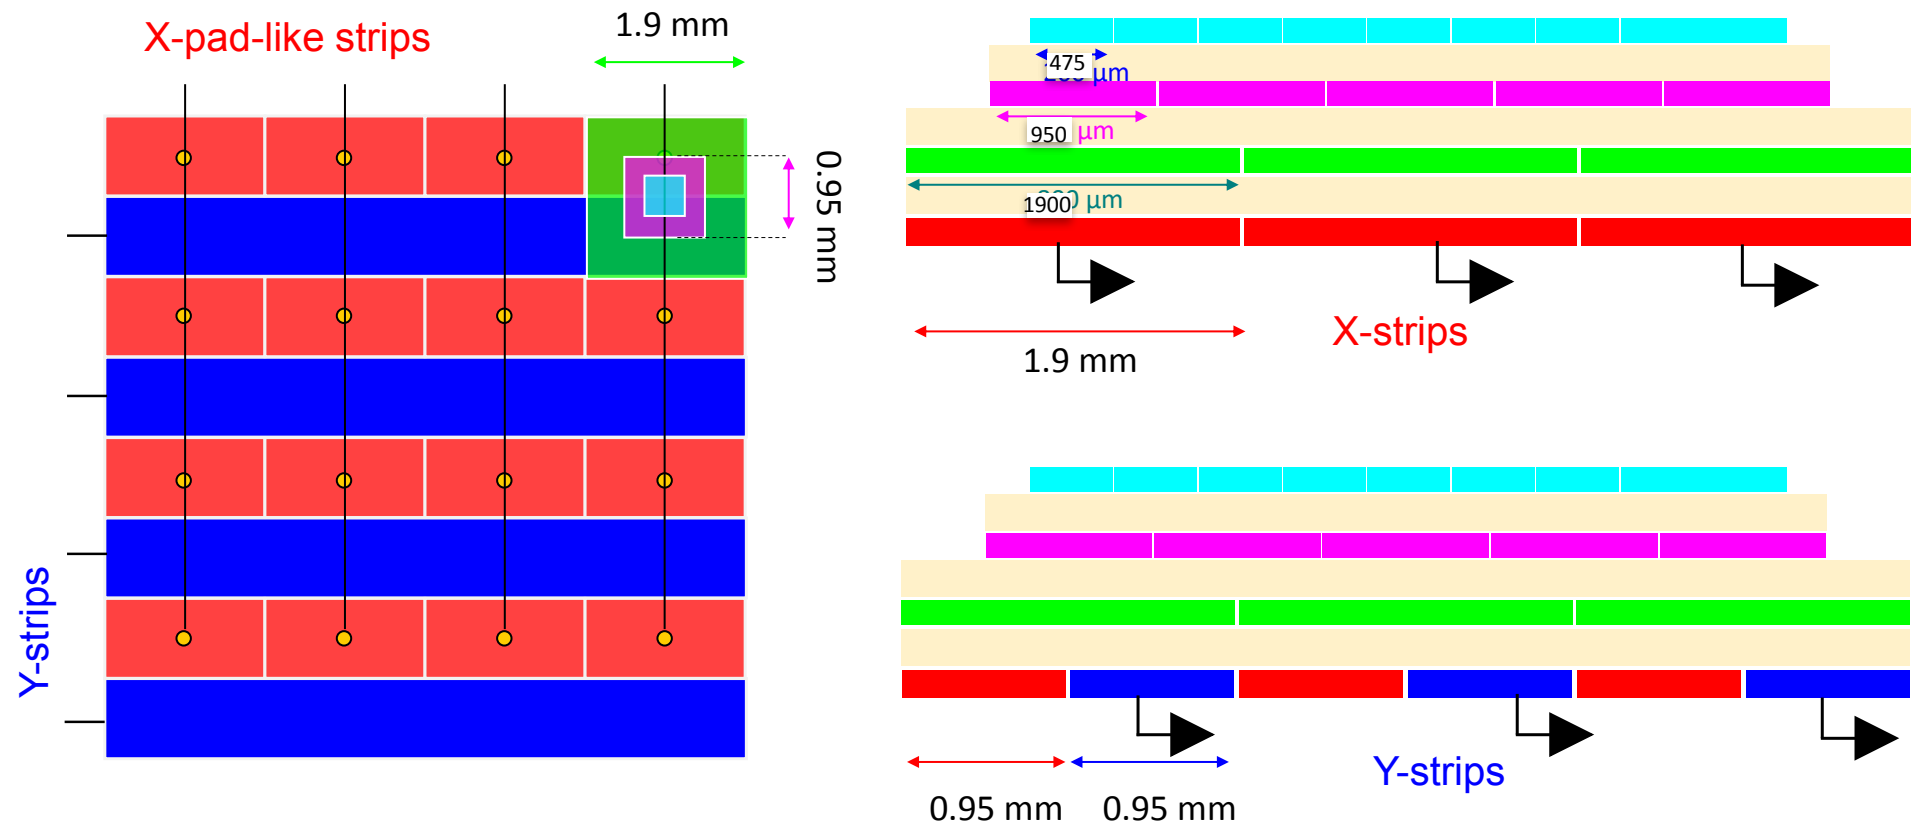 X-pad-like strips
1.9 mm
0.95 mm
Y-strips
475 µm
950 µm
1900 µm
X-strips
1.9 mm
Y-strips
0.95 mm 0.95 mm